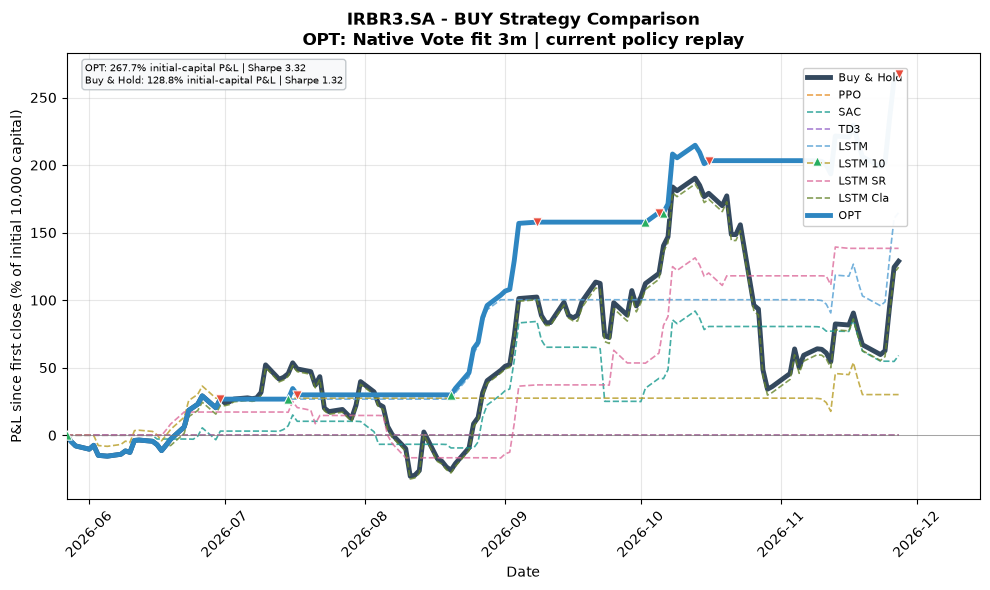 IRBR3.SA - BUY Strategy Comparison
OPT: Native Vote fit 3m | current policy replay
OPT: 267.7% initial-capital P&L | Sharpe 3.32
Buy & Hold: 128.8% initial-capital P&L | Sharpe 1.32
Buy & Hold
PPO
SAC
TD3
LSTM
LSTM 10
LSTM SR
LSTM Cla
OPT
P&L since first close (% of initial 10,000 capital)
250
200
150
100
50
0
2026-06
2026-07
2026-08
2026-09
2026-10
2026-11
2026-12
Date